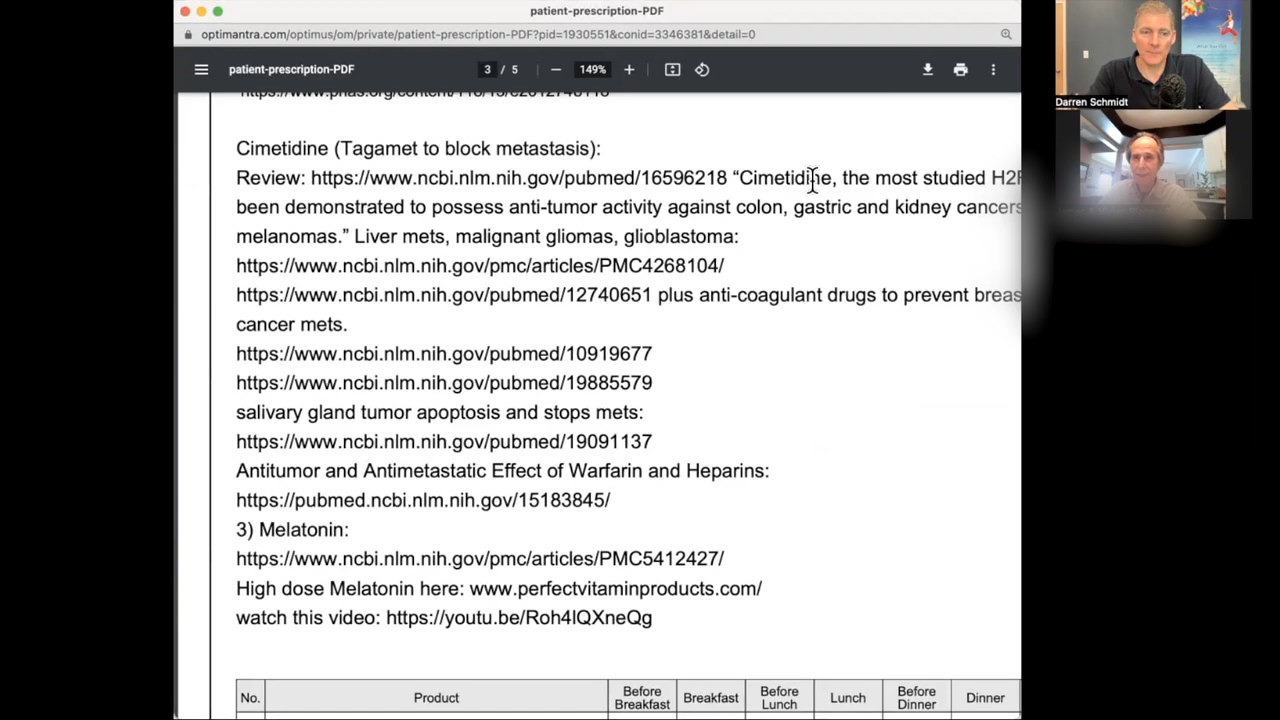 patient-prescription-PDF
optimantra.com/optimus/om/private/patient-prescription-PDF?pid=1930551&conid=3346381&detail=0
patient-prescription-PDF
3 / 5
149%
Darren Schmidt
Cimetidine (Tagamet to block metastasis):
Review: https://www.ncbi.nlm.nih.gov/pubmed/16596218 “Cimetidine, the most studied
been demonstrated to possess anti-tumor activity against colon, gastric and kidney cancers
melanomas.” Liver mets, malignant gliomas, glioblastoma:
https://www.ncbi.nlm.nih.gov/pmc/articles/PMC4268104/
https://www.ncbi.nlm.nih.gov/pubmed/12740651 plus anti-coagulant drugs to prevent breas
cancer mets.
https://www.ncbi.nlm.nih.gov/pubmed/10919677
https://www.ncbi.nlm.nih.gov/pubmed/19885579
salivary gland tumor apoptosis and stops mets:
https://www.ncbi.nlm.nih.gov/pubmed/19091137
Antitumor and Antimetastatic Effect of Warfarin and Heparins:
https://pubmed.ncbi.nlm.nih.gov/15183845/
3) Melatonin:
https://www.ncbi.nlm.nih.gov/pmc/articles/PMC5412427/
High dose Melatonin here: www.perfectvitaminproducts.com/
watch this video: https://youtu.be/Roh4lQXneQg
No. Product Before Breakfast Breakfast Before Lunch Lunch Before Dinner Dinner